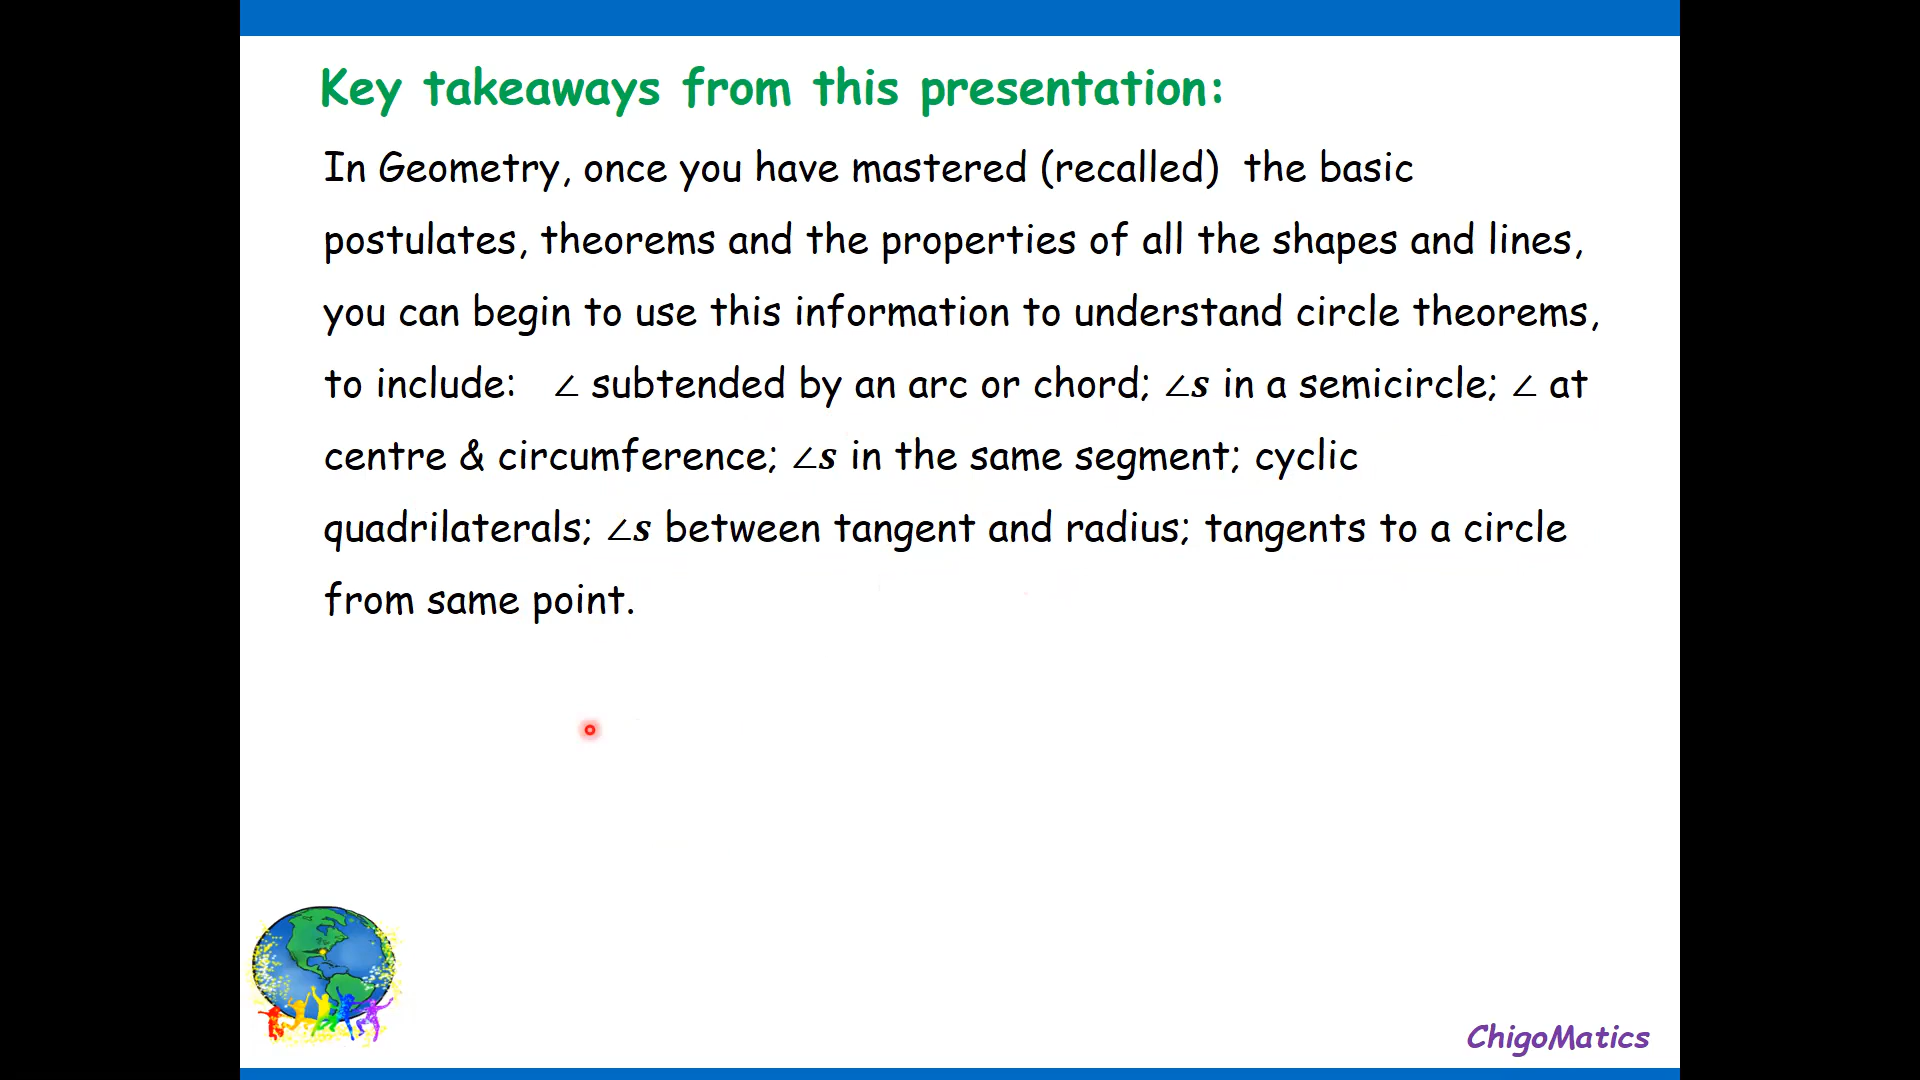 Key takeaways from this presentation:
In Geometry, once you have mastered (recalled)  the basic
postulates, theorems and the properties of all the shapes and lines,
you can begin to use this information to understand circle theorems,
to include:   ∠ subtended by an arc or chord; ∠s in a semicircle; ∠ at
centre & circumference; ∠s in the same segment; cyclic
quadrilaterals; ∠s between tangent and radius; tangents to a circle
from same point.
ChigoMatics